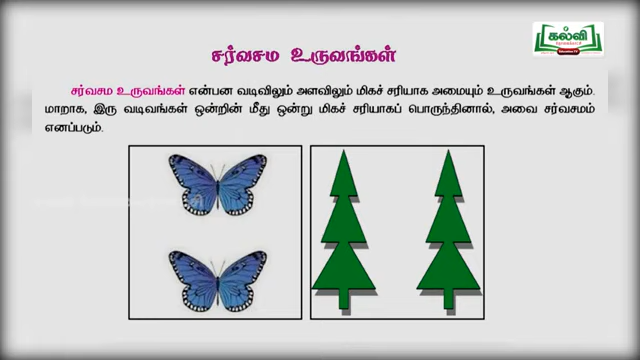 கல்வி
சர்வசம உருவங்கள்
சர்வசம உருவங்கள் என்பன வடிவிலும் அளவிலும் மிகச் சரியாக அமையும் உருவங்கள் ஆகும்.
மாறாக, இரு வடிவங்கள் ஒன்றின் மீது ஒன்று மிகச் சரியாகப் பொருந்தினால், அவை சர்வசமம்
எனப்படும்.